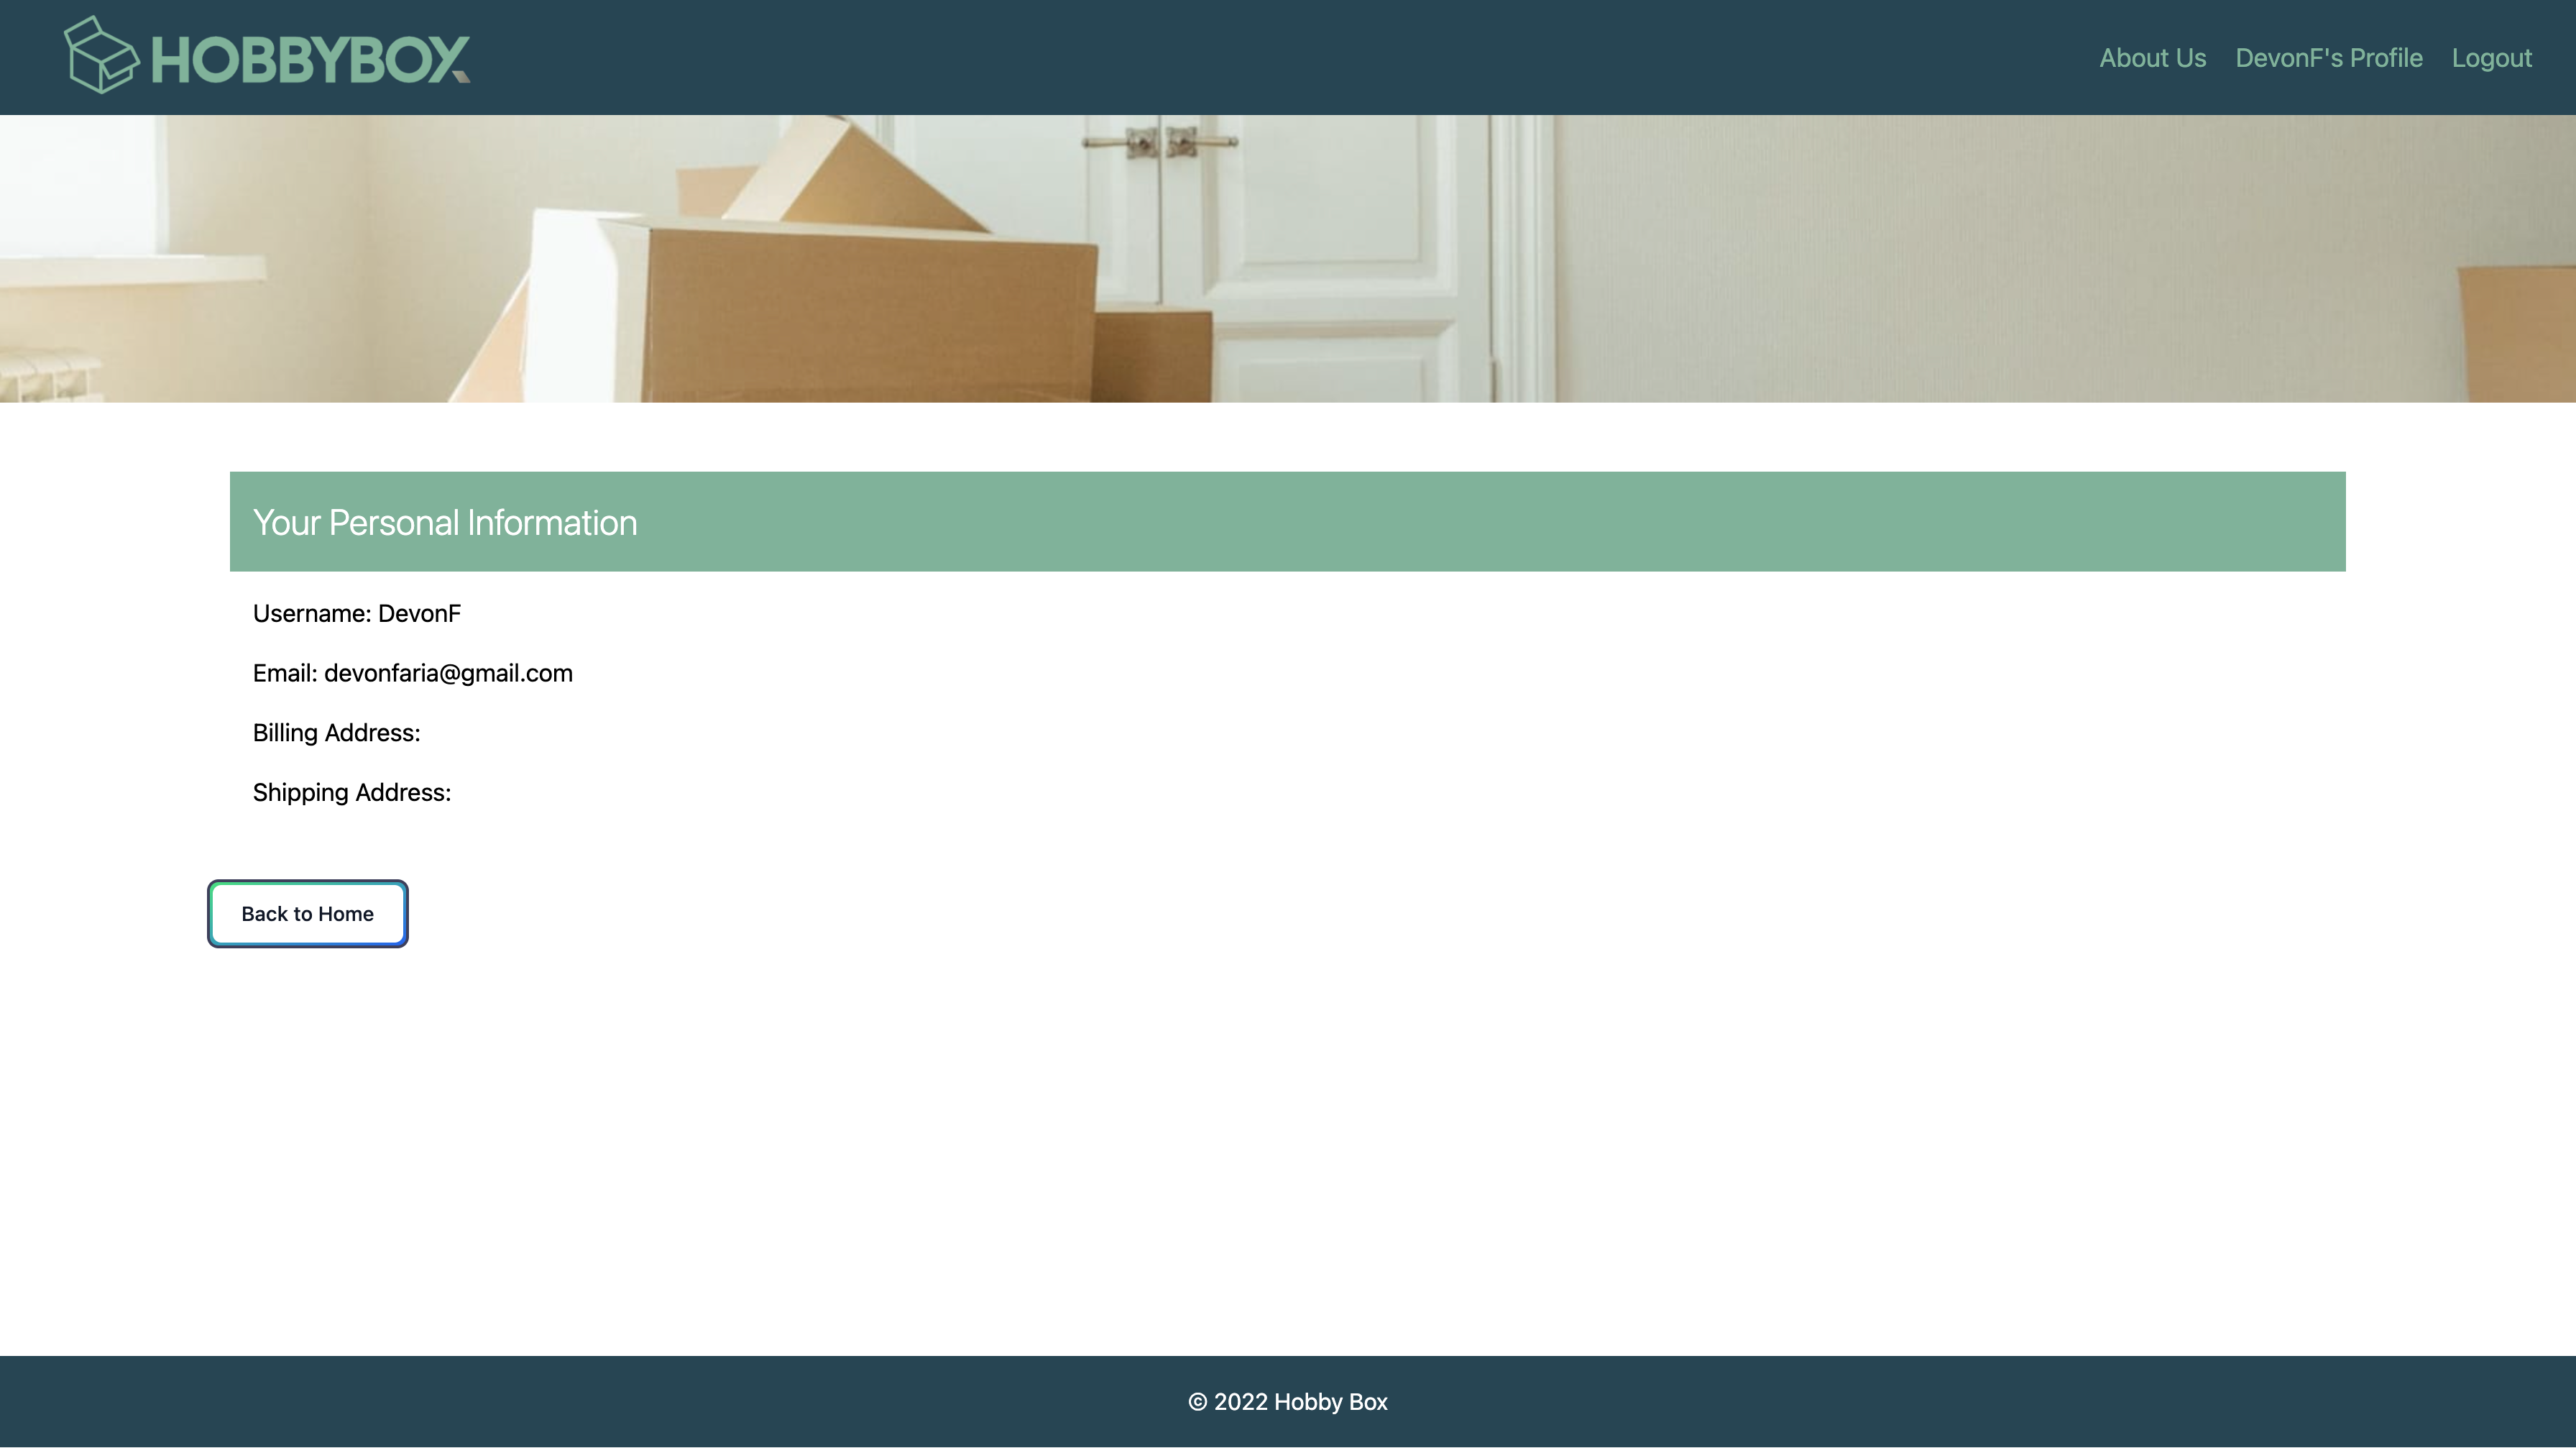 HOBBYBOX
About Us DevonF's Profile Logout
Your Personal Information
Username: DevonF
Email: devonfaria@gmail.com
Billing Address:
Shipping Address:
Back to Home
© 2022 Hobby Box